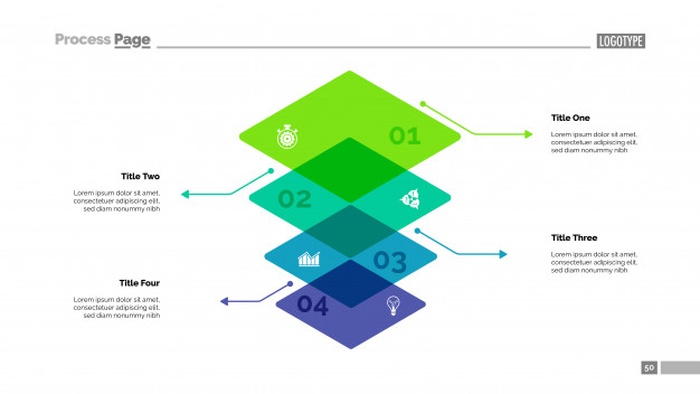 Process Page
LOGOTYPE
01
Title One
Lorem ipsum dolor sit amet,
consectetuer adipiscing elit,
sed diam nonummy nibh
Title Two
Lorem ipsum dolor sit amet,
consectetuer adipiscing elit,
sed diam nonummy nibh
02
03
Title Three
Lorem ipsum dolor sit amet,
consectetuer adipiscing elit,
sed diam nonummy nibh
Title Four
Lorem ipsum dolor sit amet,
consectetuer adipiscing elit,
sed diam nonummy nibh
04
50